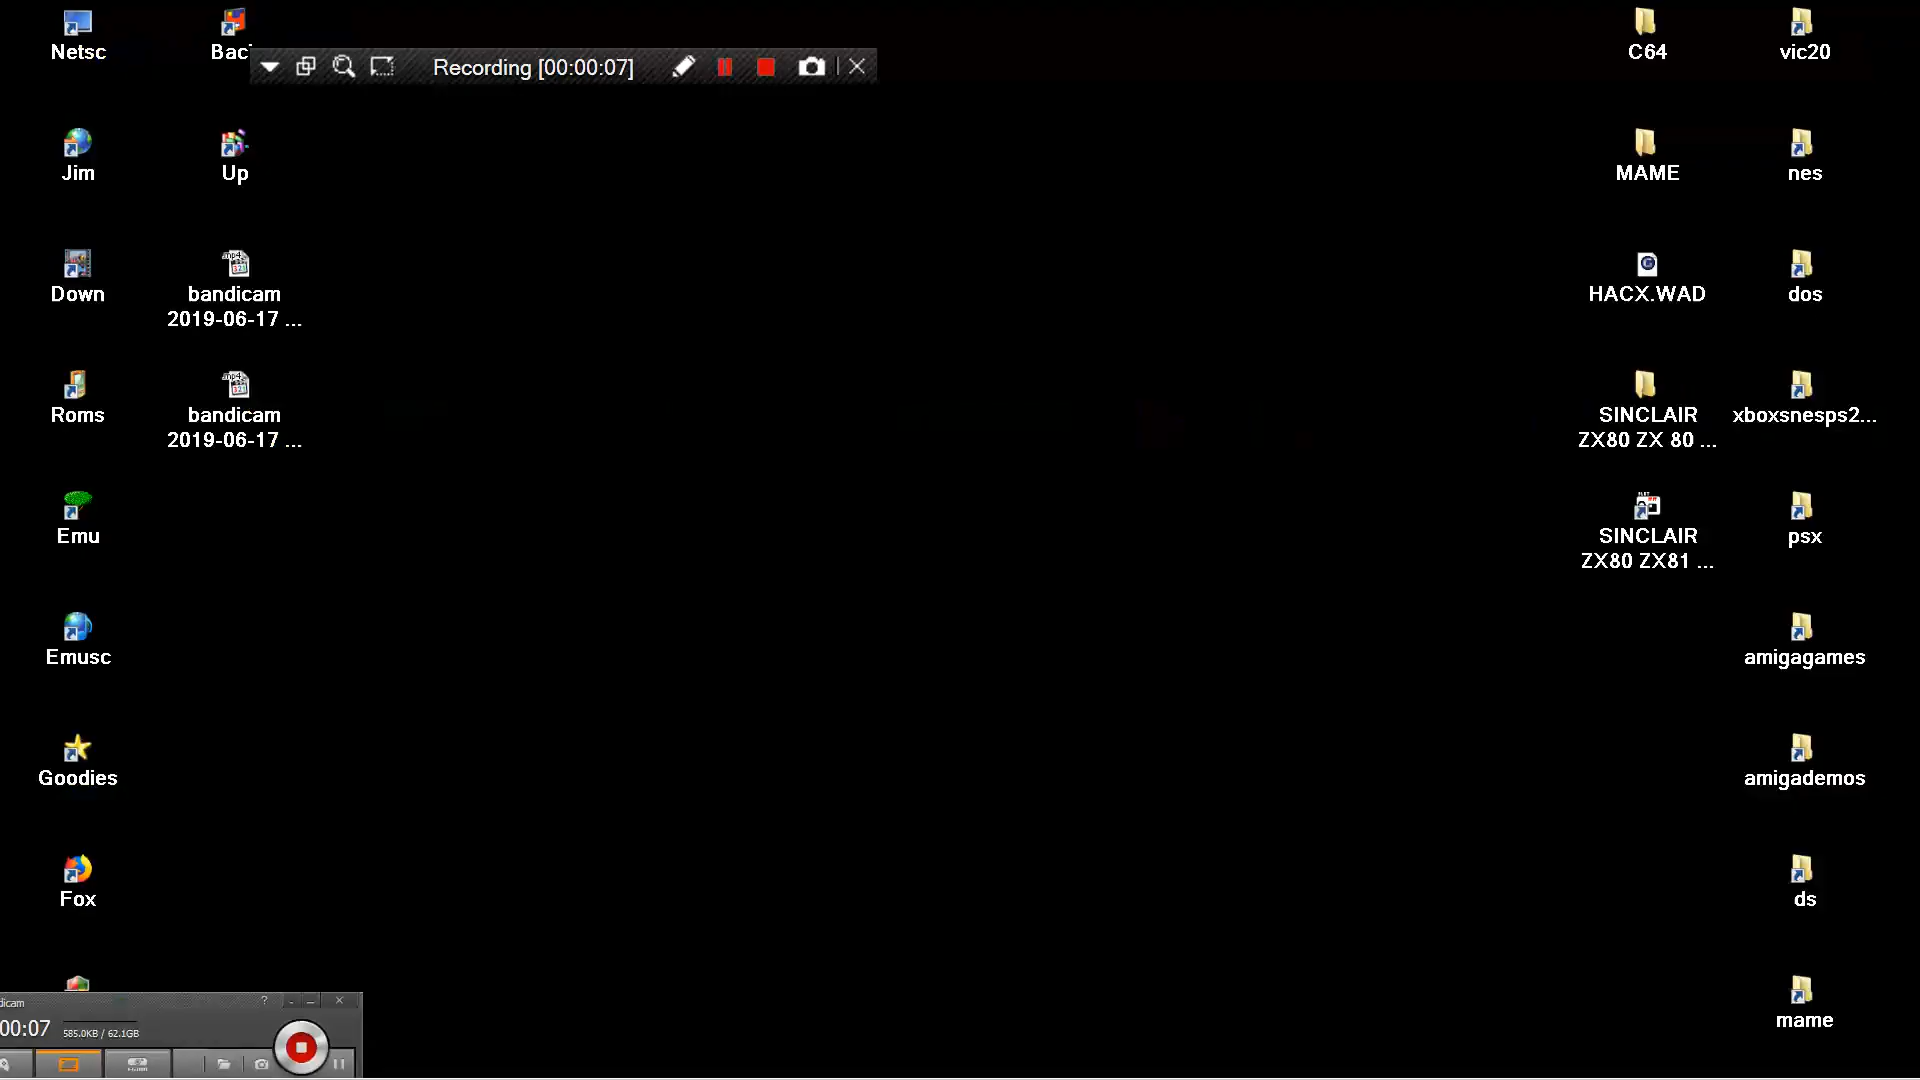 Netsc
Bac
Recording [00:00:07]
C64
vic20
Jim
Up
MAME
nes
Down
bandicam
2019-06-17 ...
HACX.WAD
dos
Roms
bandicam
2019-06-17 ...
SINCLAIR
ZX80 ZX 80 ...
xboxsnesps2...
Emu
SINCLAIR
ZX80 ZX81 ...
psx
Emusc
amigagames
Goodies
amigademos
Fox
ds
dicam
?
00:07
585.0KB / 62.1GB
mame